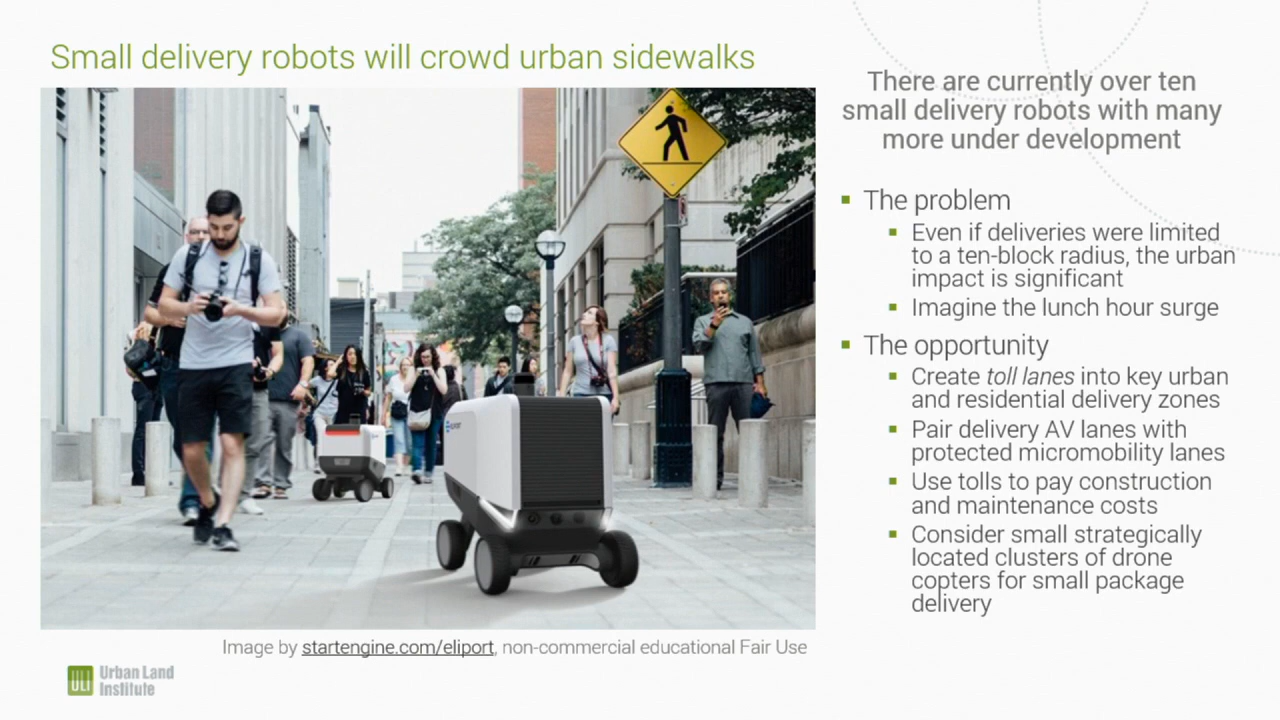 Small delivery robots will crowd urban sidewalks
There are currently over ten
small delivery robots with many
more under development
The problem
Even if deliveries were limited
to a ten-block radius, the urban
impact is significant
Imagine the lunch hour surge
The opportunity
Create toll lanes into key urban
and residential delivery zones
Pair delivery AV lanes with
protected micromobility lanes
Use tolls to pay construction
and maintenance costs
Consider small strategically
located clusters of drone
copters for small package
delivery
Image by startengine.com/eliport, non-commercial educational Fair Use
ULI
Urban Land
Institute